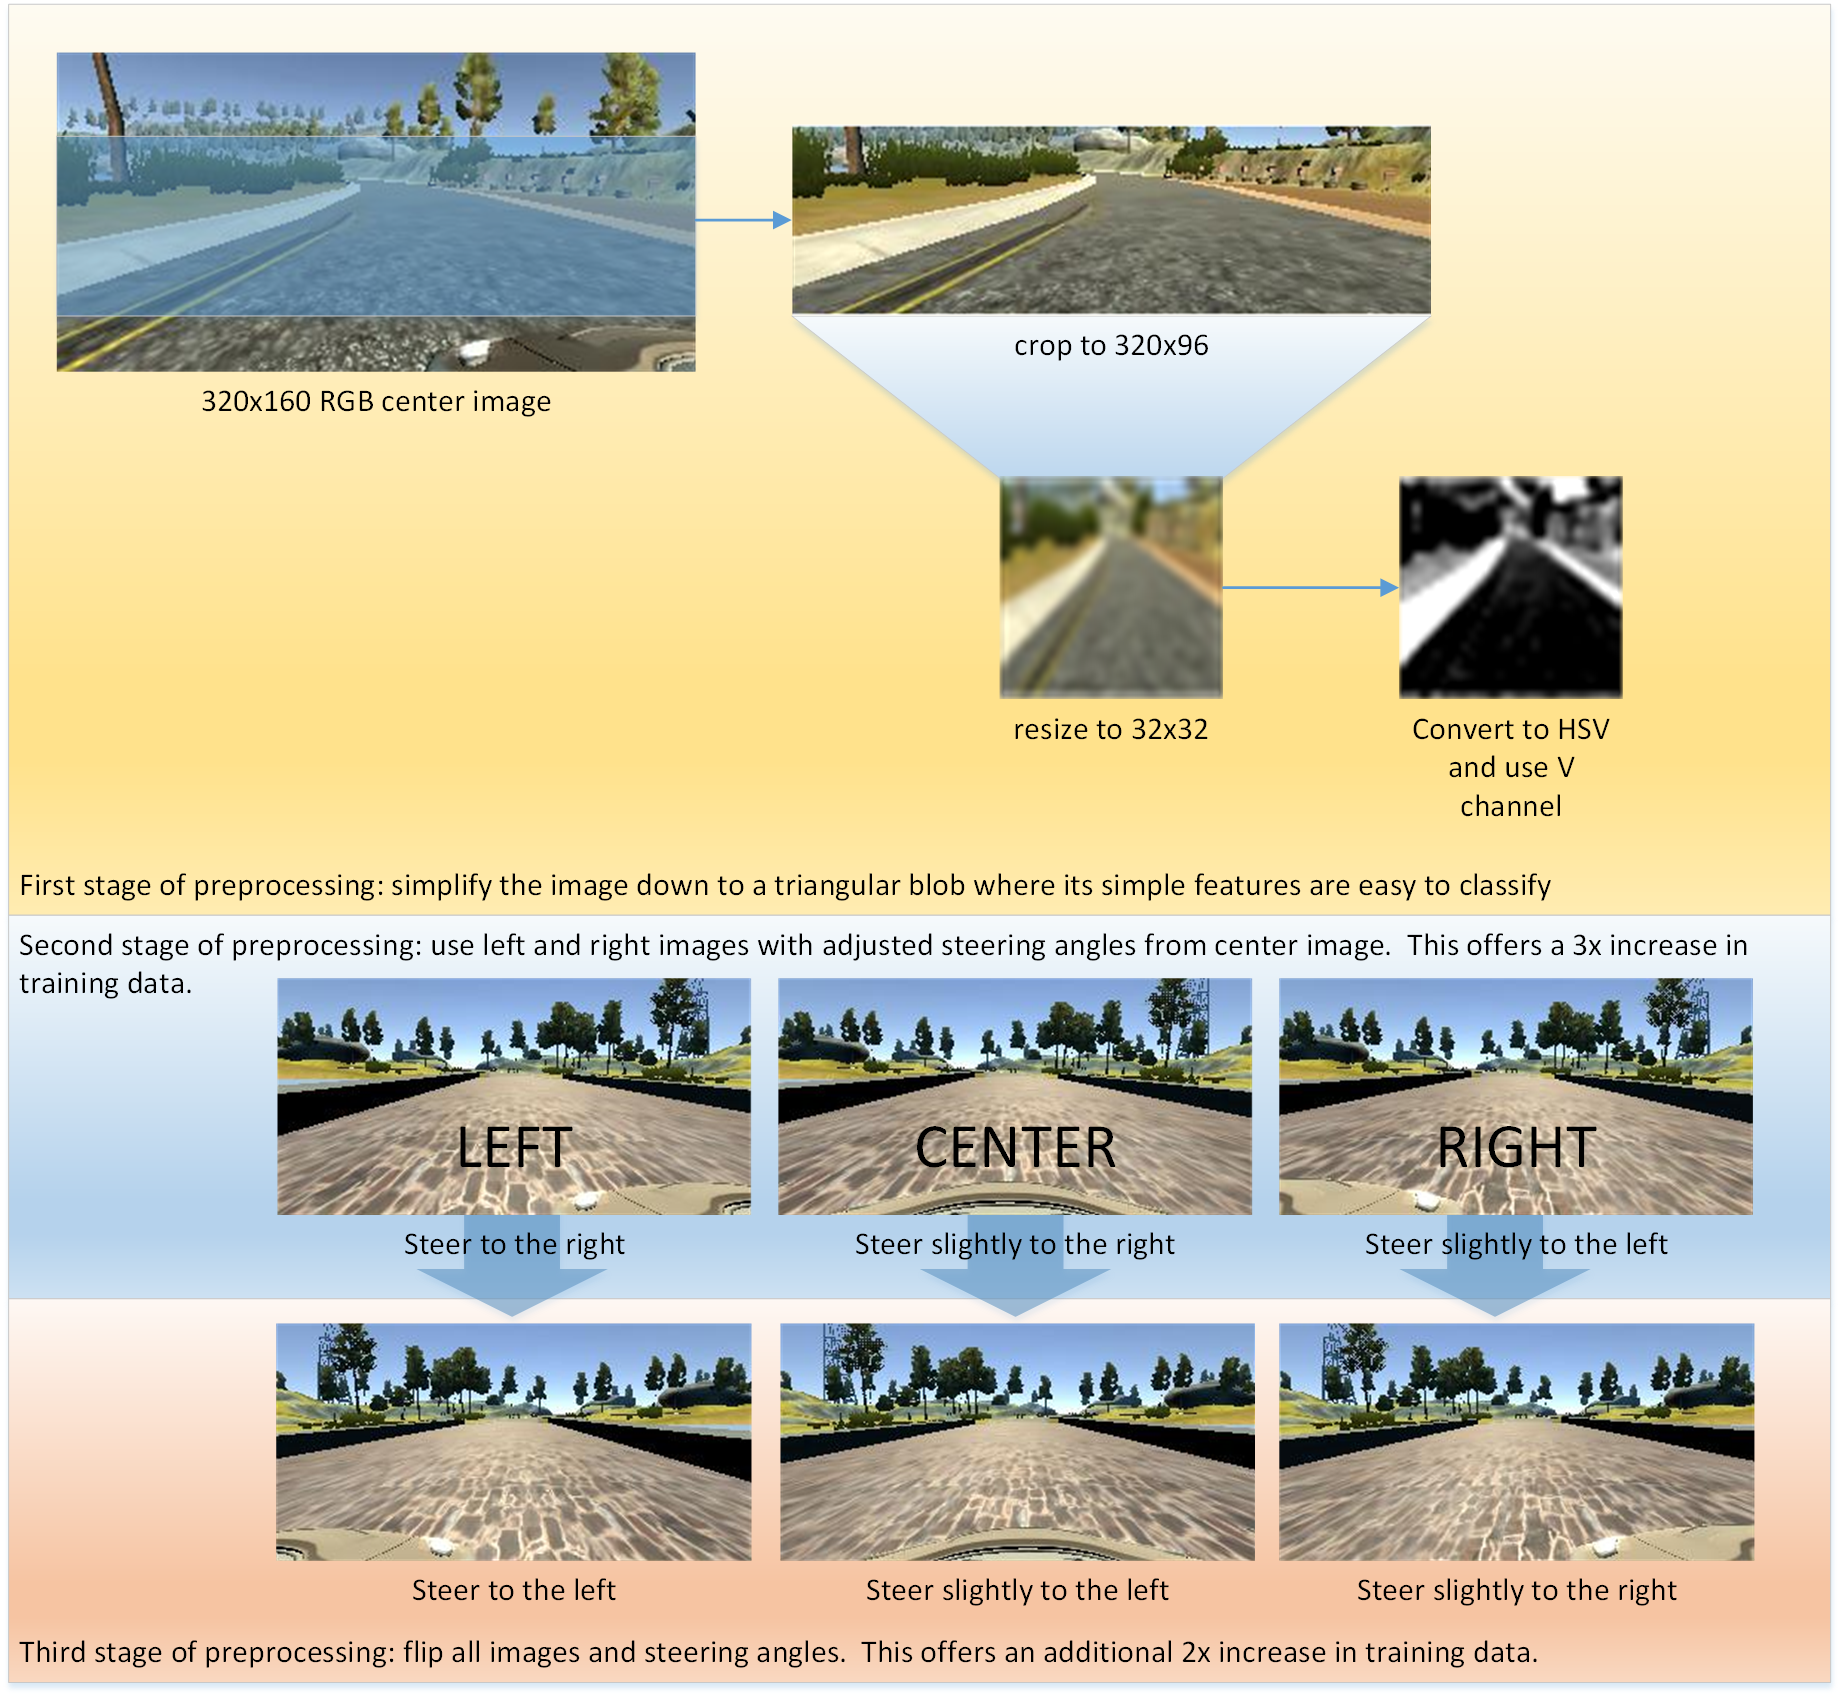 320x160 RGB center image
crop to 320x96
resize to 32x32
Convert to HSV
and use V
channel
First stage of preprocessing: simplify the image down to a triangular blob where its simple features are easy to classify
Second stage of preprocessing: use left and right images with adjusted steering angles from center image.  This offers a 3x increase in
training data.
LEFT
CENTER
RIGHT
Steer to the right
Steer slightly to the right
Steer slightly to the left
Steer to the left
Steer slightly to the left
Steer slightly to the right
Third stage of preprocessing: flip all images and steering angles.  This offers an additional 2x increase in training data.